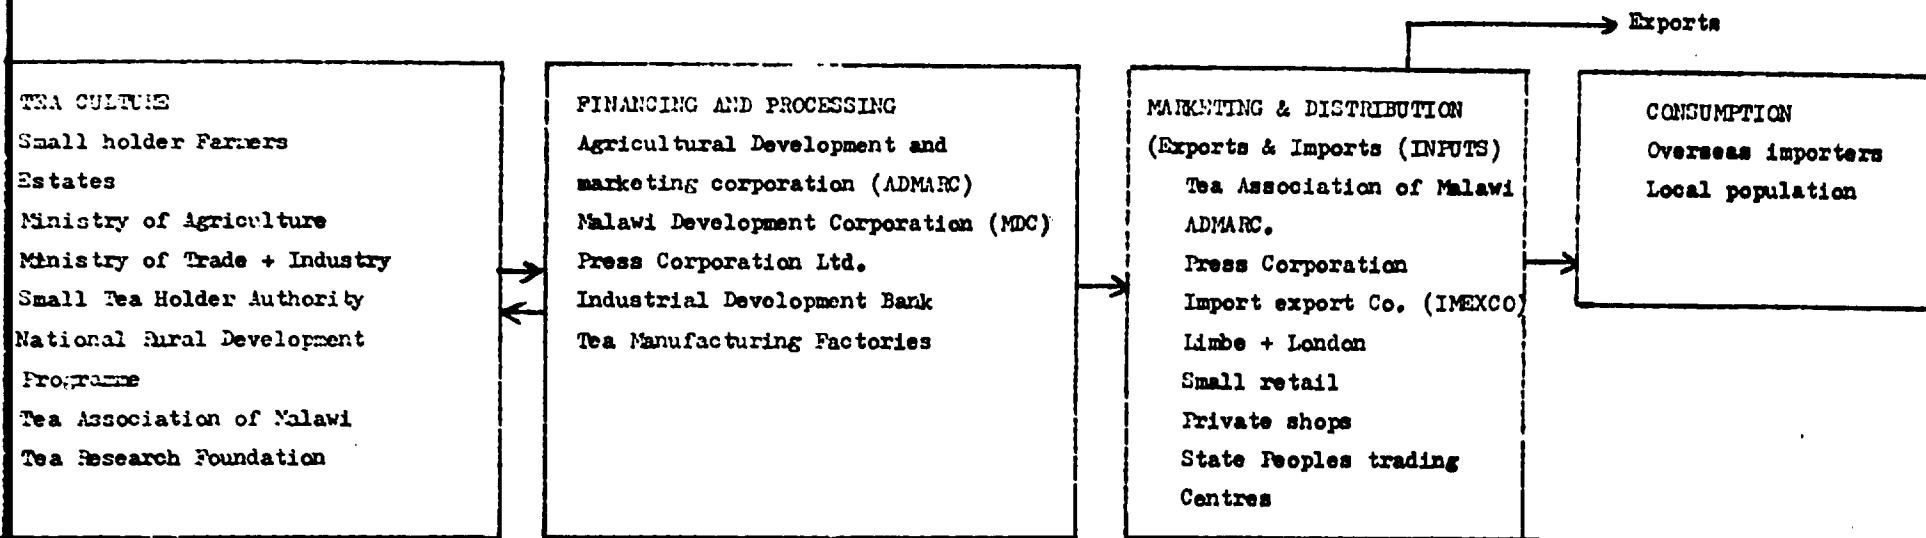 Exports
TEA CULTURE
Small holder Farmers
Estates
Ministry of Agriculture
Ministry of Trade + Industry
Small Tea Holder Authority
National Rural Development
Programme
Tea Association of Malawi
Tea Research Foundation
FINANCING AND PROCESSING
Agricultural Development and
marketing corporation (ADMARC)
Malawi Development Corporation (MDC)
Press Corporation Ltd.
Industrial Development Bank
Tea Manufacturing Factories
MARKETING & DISTRIBUTION
(Exports & Imports (INPUTS)
Tea Association of Malawi
ADMARC.
Press Corporation
Import export Co. (IMEXCO)
Limbe + London
Small retail
Private shops
State Peoples trading
Centres
CONSUMPTION
Overseas importers
Local population